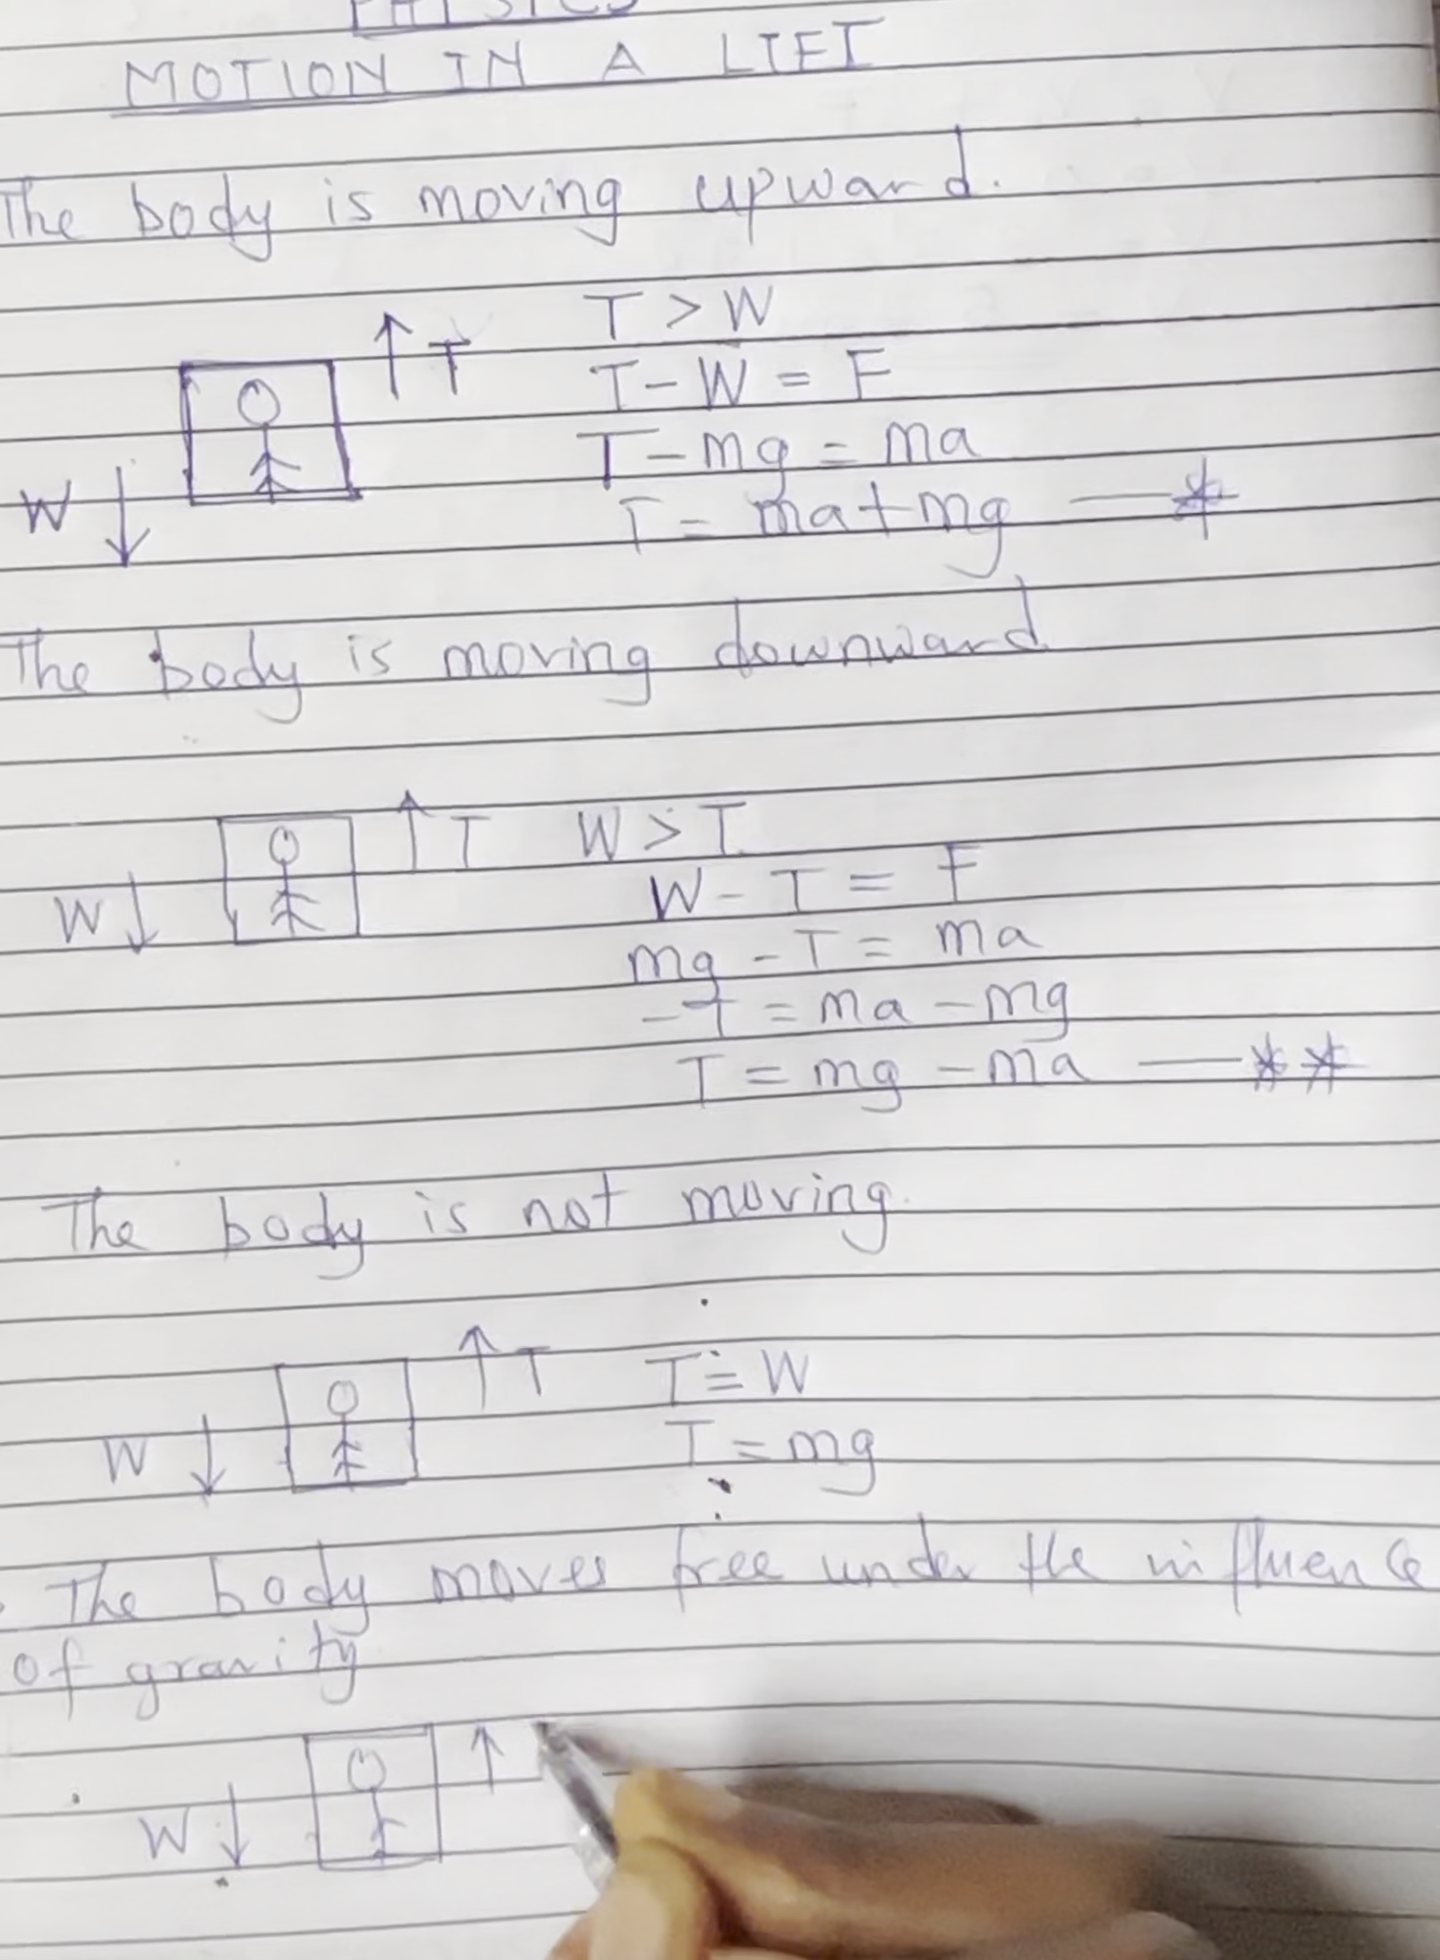 PHYSICS
MOTION IN A LIFT
The body is moving upward.
T > W
↑ T
T - W = F
T - mg = ma
W ↓
T = ma + mg —*
The body is moving downward.
↑ T W > T
W ↓
W - T = F
mg - T = ma
-T = ma - mg
T = mg - ma —**
The body is not moving.
↑ T T = W
W ↓
T = mg
The body moves free under the influence
of gravity
↑
W ↓